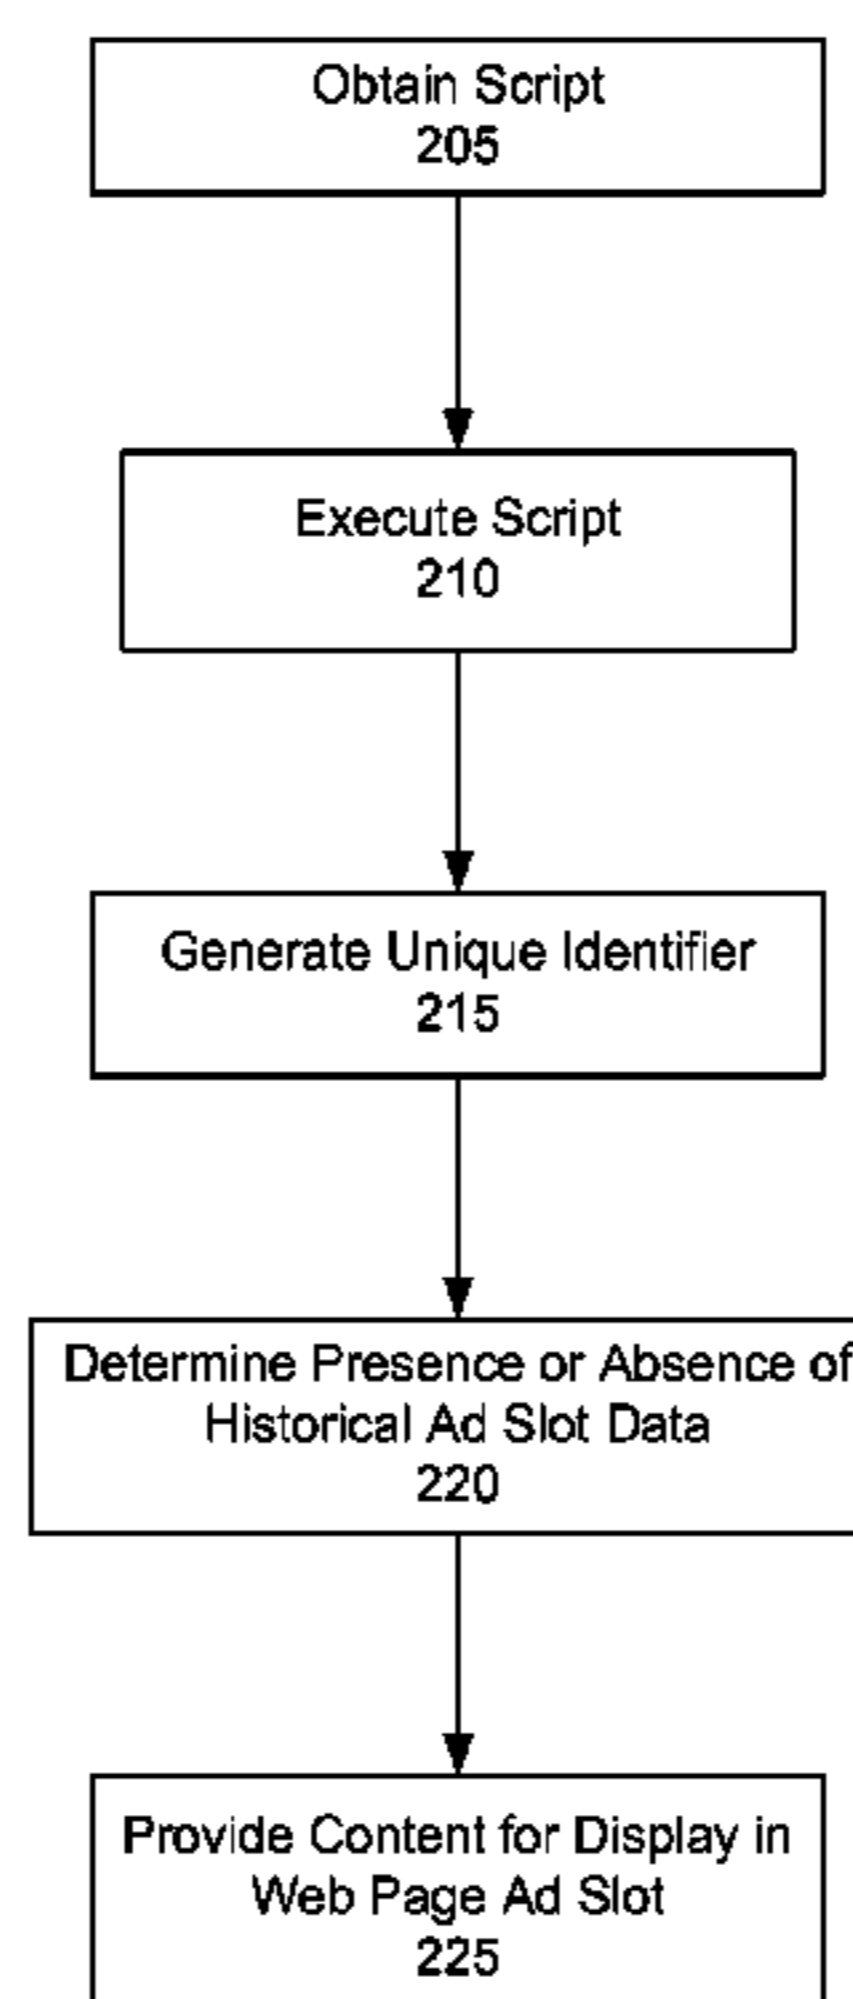 Obtain Script
205
Execute Script
210
Generate Unique Identifier
215
Determine Presence or Absence of
Historical Ad Slot Data
220
Provide Content for Display in
Web Page Ad Slot
225